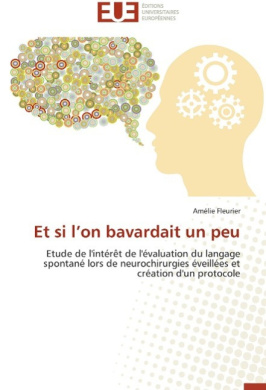 EUE
ÉDITIONS
UNIVERSITAIRES
EUROPÉENNES
Amélie Fleurier
Et si l'on bavardait un peu
Etude de l'intérêt de l'évaluation du langage
spontané lors de neurochirurgies éveillées et
création d'un protocole